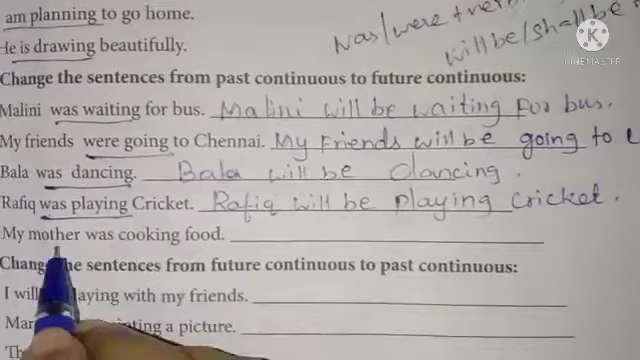 am planning to go home.
He is drawing beautifully.
was/were + verb
will be/shall be
KINEMASTER
Change the sentences from past continuous to future continuous:
Malini was waiting for bus. Malini will be waiting for bus.
My friends were going to Chennai. My Friends will be going to
Bala was dancing. Bala will be dancing.
Rafiq was playing Cricket. Rafiq will be playing cricket.
My mother was cooking food.
Change the sentences from future continuous to past continuous:
I will playing with my friends.
a picture.